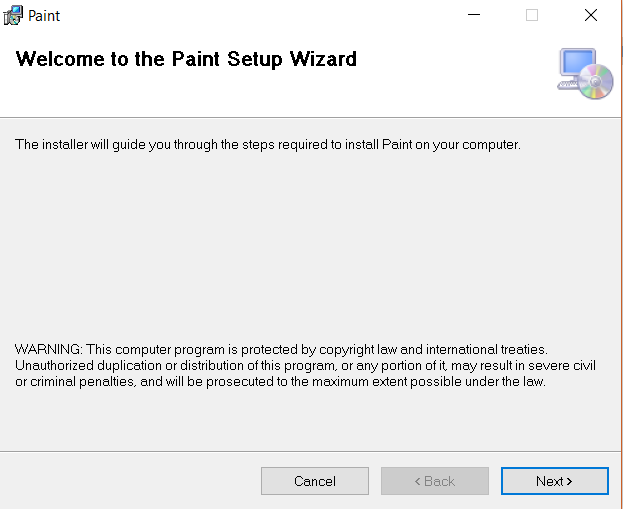 Paint
Welcome to the Paint Setup Wizard
The installer will guide you through the steps required to install Paint on your computer.
WARNING: This computer program is protected by copyright law and international treaties.
Unauthorized duplication or distribution of this program, or any portion of it, may result in severe civil
or criminal penalties, and will be prosecuted to the maximum extent possible under the law.
Cancel
< Back
Next >